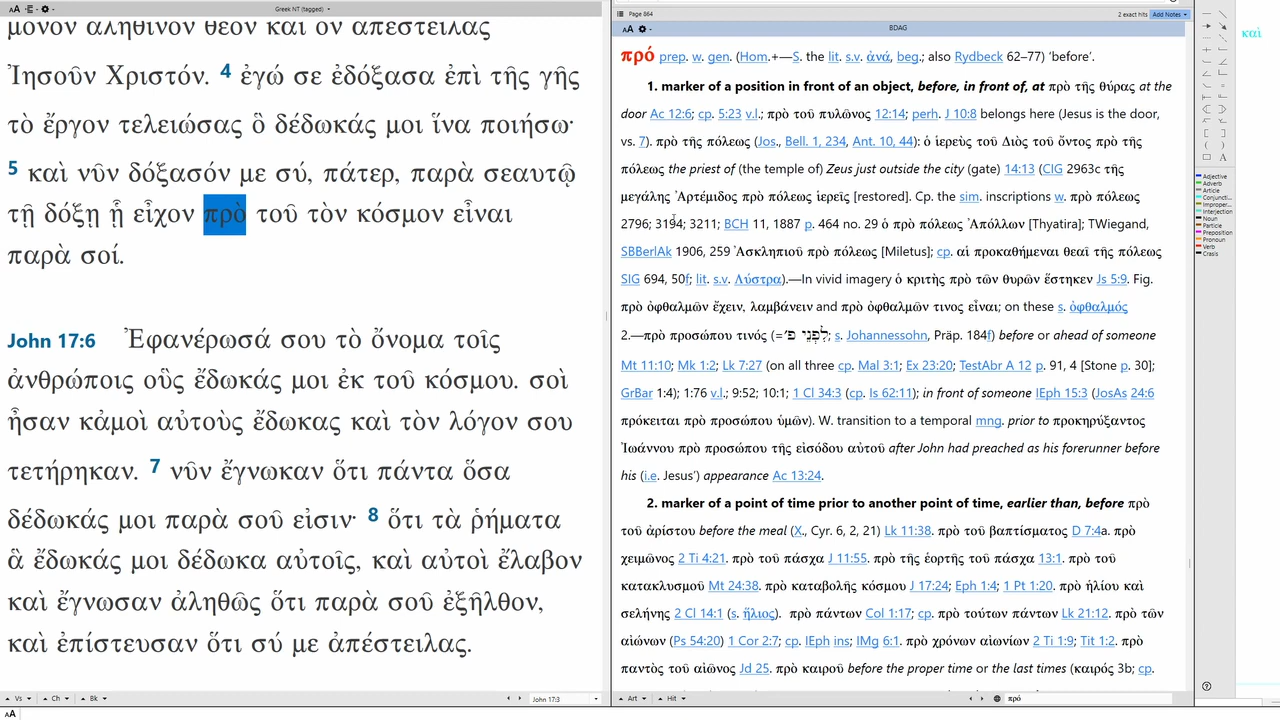 Greek NT (tagged)
μόνον ἀληθινὸν θεὸν καὶ ὃν ἀπέστειλας
Ἰησοῦν Χριστόν. 4 ἐγώ σε ἐδόξασα ἐπὶ τῆς γῆς
τὸ ἔργον τελειώσας ὃ δέδωκάς μοι ἵνα ποιήσω·
5 καὶ νῦν δόξασόν με σύ, πάτερ, παρὰ σεαυτῷ
τῇ δόξῃ ᾗ εἶχον πρὸ τοῦ τὸν κόσμον εἶναι
παρὰ σοί.
John 17:6 Ἐφανέρωσά σου τὸ ὄνομα τοῖς
ἀνθρώποις οὓς ἔδωκάς μοι ἐκ τοῦ κόσμου. σοὶ
ἦσαν κἀμοὶ αὐτοὺς ἔδωκας καὶ τὸν λόγον σου
τετήρηκαν. 7 νῦν ἔγνωκαν ὅτι πάντα ὅσα
δέδωκάς μοι παρὰ σοῦ εἰσιν· 8 ὅτι τὰ ῥήματα
ἃ ἔδωκάς μοι δέδωκα αὐτοῖς, καὶ αὐτοὶ ἔλαβον
καὶ ἔγνωσαν ἀληθῶς ὅτι παρὰ σοῦ ἐξῆλθον,
καὶ ἐπίστευσαν ὅτι σύ με ἀπέστειλας.
Vs Ch Bk John 17:3
Page 864 2 exact hits Add Notes
BDAG
πρό prep. w. gen. (Hom.+—S. the lit. s.v. ἀνά, beg.; also Rydbeck 62–77) ‘before’.
1. marker of a position in front of an object, before, in front of, at πρὸ τῆς θύρας at the
door Ac 12:6; cp. 5:23 v.l.; πρὸ τοῦ πυλῶνος 12:14; perh. J 10:8 belongs here (Jesus is the door,
vs. 7). πρὸ τῆς πόλεως (Jos., Bell. 1, 234, Ant. 10, 44): ὁ ἱερεὺς τοῦ Διὸς τοῦ ὄντος πρὸ τῆς
πόλεως the priest of (the temple of) Zeus just outside the city (gate) 14:13 (CIG 2963c τῆς
μεγάλης Ἀρτέμιδος πρὸ πόλεως ἱερεῖς [restored]. Cp. the sim. inscriptions w. πρὸ πόλεως
2796; 3194; 3211; BCH 11, 1887 p. 464 no. 29 ὁ πρὸ πόλεως Ἀπόλλων [Thyatira]; TWiegand,
SBBerlAk 1906, 259 Ἀσκληπιοῦ πρὸ πόλεως [Miletus]; cp. αἱ προκαθήμεναι θεαὶ τῆς πόλεως
SIG 694, 50f; lit. s.v. Λύστρα).—In vivid imagery ὁ κριτὴς πρὸ τῶν θυρῶν ἕστηκεν Js 5:9. Fig.
πρὸ ὀφθαλμῶν ἔχειν, λαμβάνειν and πρὸ ὀφθαλμῶν τινος εἶναι; on these s. ὀφθαλμός
2.—πρὸ προσώπου τινός (=לִפְנֵי פ׳; s. Johannessohn, Präp. 184f) before or ahead of someone
Mt 11:10; Mk 1:2; Lk 7:27 (on all three cp. Mal 3:1; Ex 23:20; TestAbr A 12 p. 91, 4 [Stone p. 30];
GrBar 1:4); 1:76 v.l.; 9:52; 10:1; 1 Cl 34:3 (cp. Is 62:11); in front of someone IEph 15:3 (JosAs 24:6
πρόκειται πρὸ προσώπου ὑμῶν). W. transition to a temporal mng. prior to προκηρύξαντος
Ἰωάννου πρὸ προσώπου τῆς εἰσόδου αὐτοῦ after John had preached as his forerunner before
his (i.e. Jesus’) appearance Ac 13:24.
2. marker of a point of time prior to another point of time, earlier than, before πρὸ
τοῦ ἀρίστου before the meal (X., Cyr. 6, 2, 21) Lk 11:38. πρὸ τοῦ βαπτίσματος D 7:4a. πρὸ
χειμῶνος 2 Ti 4:21. πρὸ τοῦ πάσχα J 11:55. πρὸ τῆς ἑορτῆς τοῦ πάσχα 13:1. πρὸ τοῦ
κατακλυσμοῦ Mt 24:38. πρὸ καταβολῆς κόσμου J 17:24; Eph 1:4; 1 Pt 1:20. πρὸ ἡλίου καὶ
σελήνης 2 Cl 14:1 (s. ἥλιος). πρὸ πάντων Col 1:17; cp. πρὸ τούτων πάντων Lk 21:12. πρὸ τῶν
αἰώνων (Ps 54:20) 1 Cor 2:7; cp. IEph ins; IMg 6:1. πρὸ χρόνων αἰωνίων 2 Ti 1:9; Tit 1:2. πρὸ
παντὸς τοῦ αἰῶνος Jd 25. πρὸ καιροῦ before the proper time or the last times (καιρός 3b; cp.
Art Hit πρό
καὶ
Adjective
Adverb
Article
Conjuncti...
Improper...
Interjection
Noun
Particle
Preposition
Pronoun
Verb
Crasis